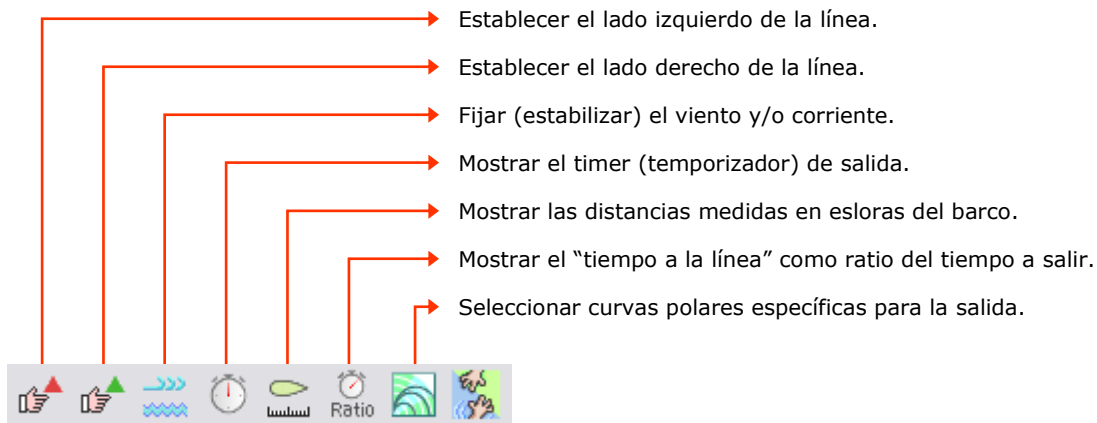 Establecer el lado izquierdo de la línea.
Establecer el lado derecho de la línea.
Fijar (estabilizar) el viento y/o corriente.
Mostrar el timer (temporizador) de salida.
Mostrar las distancias medidas en esloras del barco.
Mostrar el “tiempo a la línea” como ratio del tiempo a salir.
Seleccionar curvas polares específicas para la salida.
Ratio